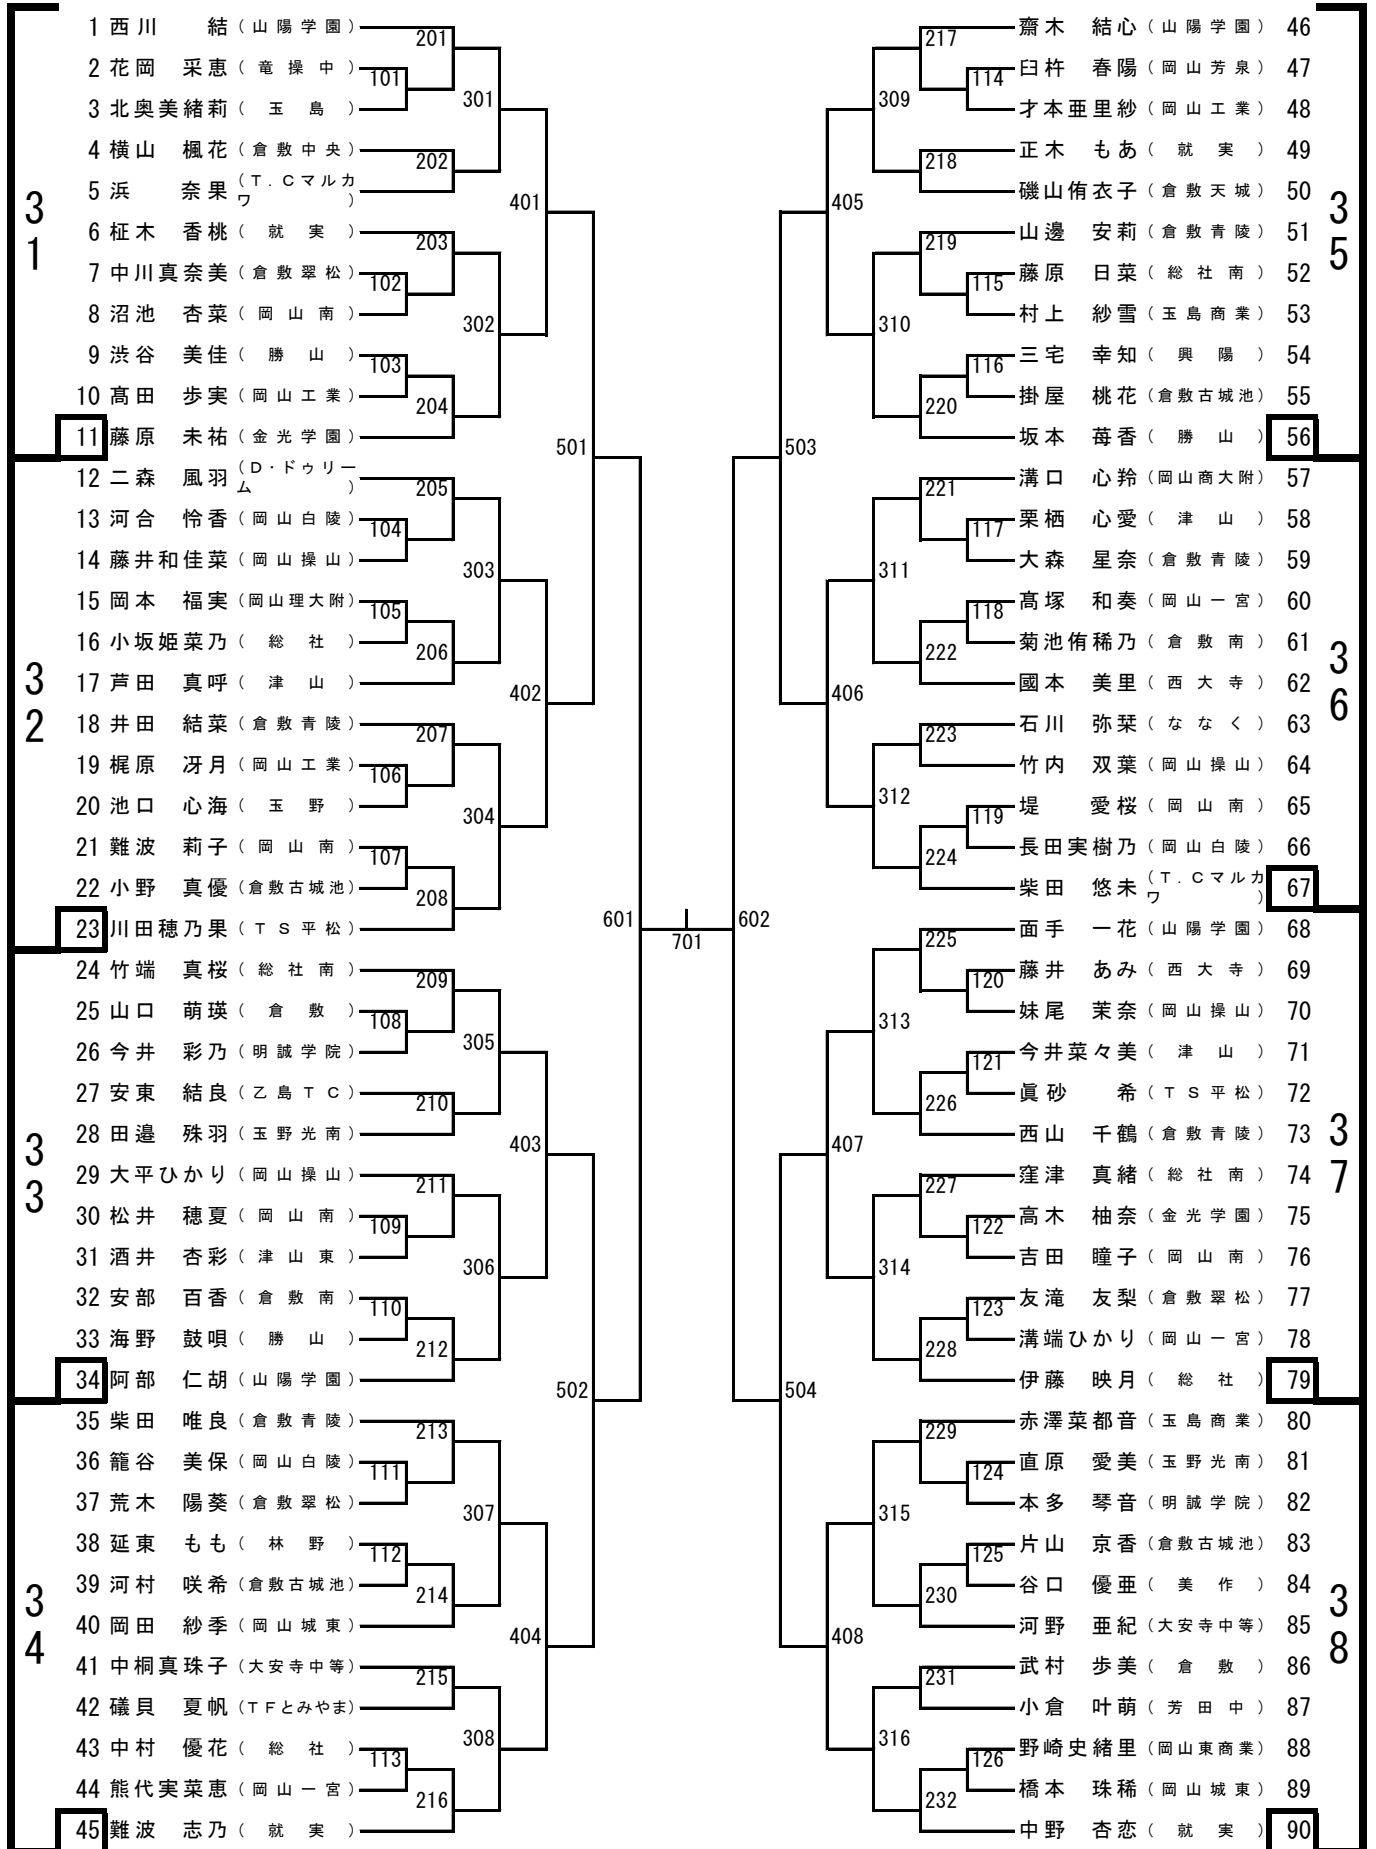 1 西川 結 (山陽学園)
2 花岡 采恵 (竜操中)
3 北奥美緒莉 (玉島)
4 横山 楓花 (倉敷中央)
5 浜 奈果 (T.Cマルカワ)
6 柾木 香桃 (就実)
7 中川真奈美 (倉敷翠松)
8 沼池 杏菜 (岡山南)
9 渋谷 美佳 (勝山)
10 髙田 歩実 (岡山工業)
11 藤原 未祐 (金光学園)
12 二森 風羽 (D・ドゥリーム)
13 河合 怜香 (岡山白陵)
14 藤井和佳菜 (岡山操山)
15 岡本 福実 (岡山理大附)
16 小坂姫菜乃 (総社)
17 芦田 真呼 (津山)
18 井田 結菜 (倉敷青陵)
19 梶原 冴月 (岡山工業)
20 池口 心海 (玉野)
21 難波 莉子 (岡山南)
22 小野 真優 (倉敷古城池)
23 川田穂乃果 (TS平松)
24 竹端 真桜 (総社南)
25 山口 萌瑛 (倉敷)
26 今井 彩乃 (明誠学院)
27 安東 結良 (乙島TC)
28 田邉 殊羽 (玉野光南)
29 大平ひかり (岡山操山)
30 松井 穂夏 (岡山南)
31 酒井 杏彩 (津山東)
32 安部 百香 (倉敷南)
33 海野 鼓唄 (勝山)
34 阿部 仁胡 (山陽学園)
35 柴田 唯良 (倉敷青陵)
36 籠谷 美保 (岡山白陵)
37 荒木 陽葵 (倉敷翠松)
38 延東 もも (林野)
39 河村 咲希 (倉敷古城池)
40 岡田 紗季 (岡山城東)
41 中桐真珠子 (大安寺中等)
42 礒貝 夏帆 (TFとみやま)
43 中村 優花 (総社)
44 熊代実菜恵 (岡山一宮)
45 難波 志乃 (就実)
31
32
33
34
101
102
103
104
105
106
107
108
109
110
111
112
113
201
202
203
204
205
206
207
208
209
210
211
212
213
214
215
216
301
302
303
304
305
306
307
308
401
402
403
404
501
502
601
701
602
503
504
405
406
407
408
309
310
311
312
313
314
315
316
217
218
219
220
221
222
223
224
225
226
227
228
229
230
231
232
114
115
116
117
118
119
120
121
122
123
124
125
126
齋木 結心 (山陽学園) 46
臼杵 春陽 (岡山芳泉) 47
才本亜里紗 (岡山工業) 48
正木 もあ (就実) 49
磯山侑衣子 (倉敷天城) 50
山邊 安莉 (倉敷青陵) 51
藤原 日菜 (総社南) 52
村上 紗雪 (玉島商業) 53
三宅 幸知 (興陽) 54
掛屋 桃花 (倉敷古城池) 55
坂本 苺香 (勝山) 56
溝口 心羚 (岡山商大附) 57
栗栖 心愛 (津山) 58
大森 星奈 (倉敷青陵) 59
髙塚 和奏 (岡山一宮) 60
菊池侑稀乃 (倉敷南) 61
國本 美里 (西大寺) 62
石川 弥栞 (ななく) 63
竹内 双葉 (岡山操山) 64
堤 愛桜 (岡山南) 65
長田実樹乃 (岡山白陵) 66
柴田 悠未 (T.Cマルカワ) 67
面手 一花 (山陽学園) 68
藤井 あみ (西大寺) 69
妹尾 茉奈 (岡山操山) 70
今井菜々美 (津山) 71
眞砂 希 (TS平松) 72
西山 千鶴 (倉敷青陵) 73
窪津 真緒 (総社南) 74
高木 柚奈 (金光学園) 75
吉田 瞳子 (岡山南) 76
友滝 友梨 (倉敷翠松) 77
溝端ひかり (岡山一宮) 78
伊藤 映月 (総社) 79
赤澤菜都音 (玉島商業) 80
直原 愛美 (玉野光南) 81
本多 琴音 (明誠学院) 82
片山 京香 (倉敷古城池) 83
谷口 優亜 (美作) 84
河野 亜紀 (大安寺中等) 85
武村 歩美 (倉敷) 86
小倉 叶萌 (芳田中) 87
野崎史緒里 (岡山東商業) 88
橋本 珠稀 (岡山城東) 89
中野 杏恋 (就実) 90
35
36
37
38